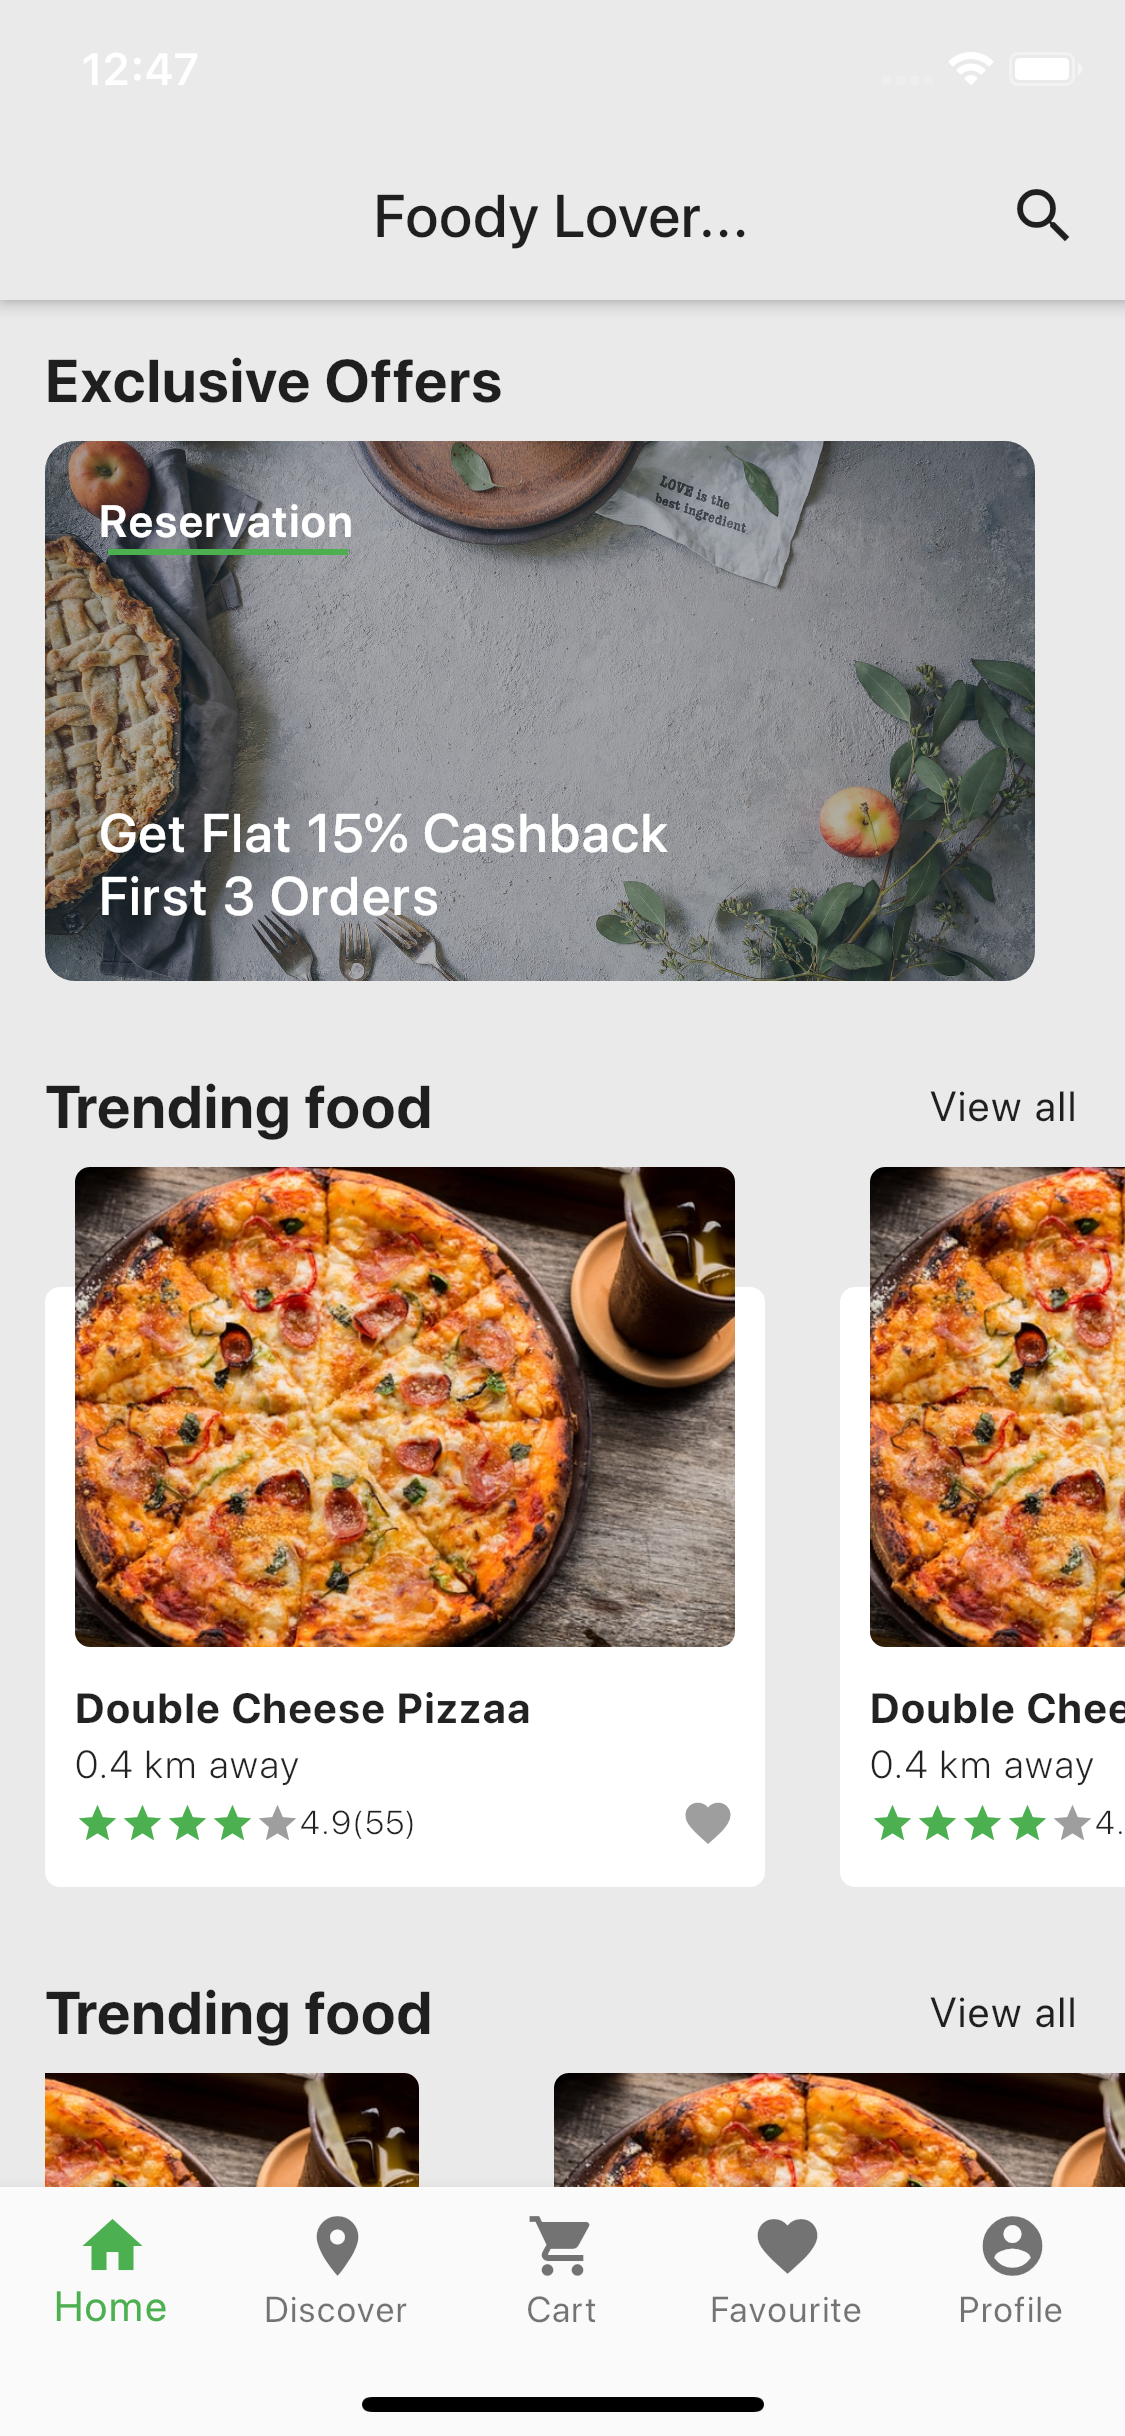 12:47
Foody Lover...
Exclusive Offers
LOVE is the
best ingredient
Reservation
Get Flat 15% Cashback
First 3 Orders
Trending food
View all
Double Cheese Pizzaa
0.4 km away
4.9(55)
Double Chee
0.4 km away
4.
Trending food
View all
Home
Discover
Cart
Favourite
Profile